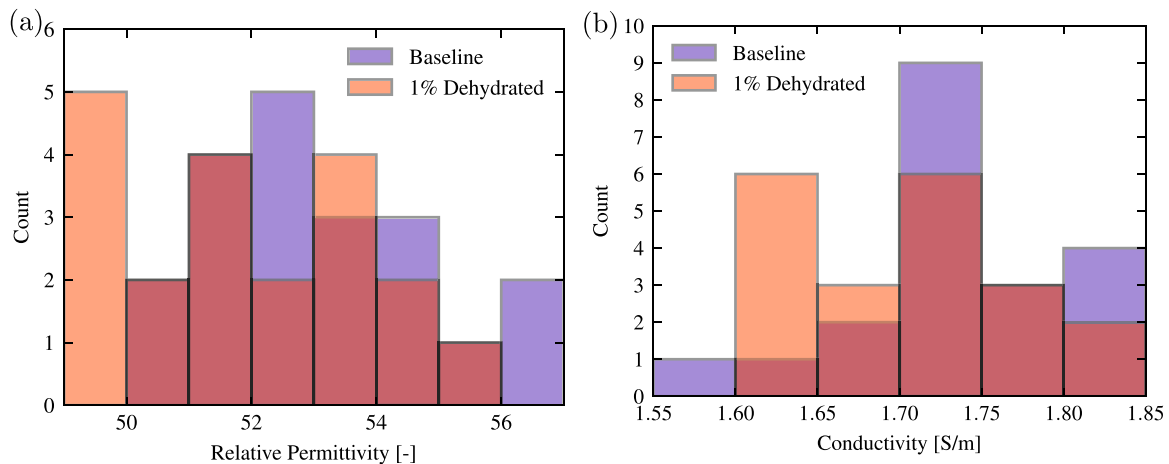 (a)
6
5
4
3
2
1
0
Count
Baseline
1% Dehydrated
50 52 54 56
Relative Permittivity [-]
(b)
10
9
8
7
6
5
4
3
2
1
0
Count
Baseline
1% Dehydrated
1.55 1.60 1.65 1.70 1.75 1.80 1.85
Conductivity [S/m]